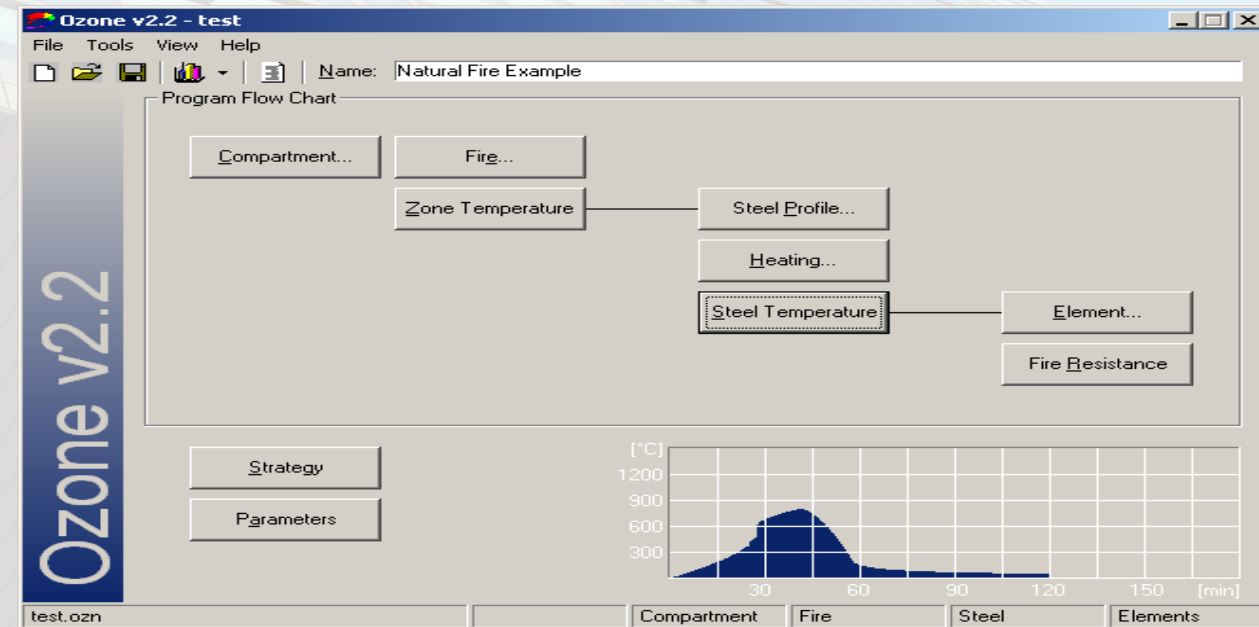 Ozone v2.2 - test
File Tools View Help
Name: Natural Fire Example
Program Flow Chart
Compartment... Fire...
Zone Temperature Steel Profile...
Heating...
Steel Temperature Element...
Fire Resistance
Ozone v2.2
Strategy
Parameters
[°C]
1200
900
600
300
30 60 90 120 150 [min]
test.ozn Compartment Fire Steel Elements